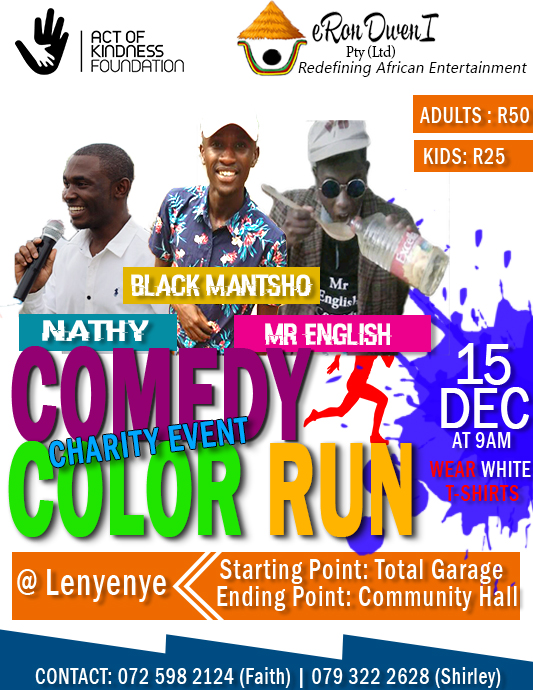 ACT OF
KINDNESS
FOUNDATION
eRonDwenI
Pty (Ltd)
Redefining African Entertainment
ADULTS : R50
KIDS: R25
Mr
English
BLACK MANTSHO
NATHY
MR ENGLISH
COMEDY
CHARITY EVENT
COLOR RUN
15
DEC
AT 9AM
WEAR WHITE
T-SHIRTS
@ Lenyenye
Starting Point: Total Garage
Ending Point: Community Hall
CONTACT: 072 598 2124 (Faith) | 079 322 2628 (Shirley)